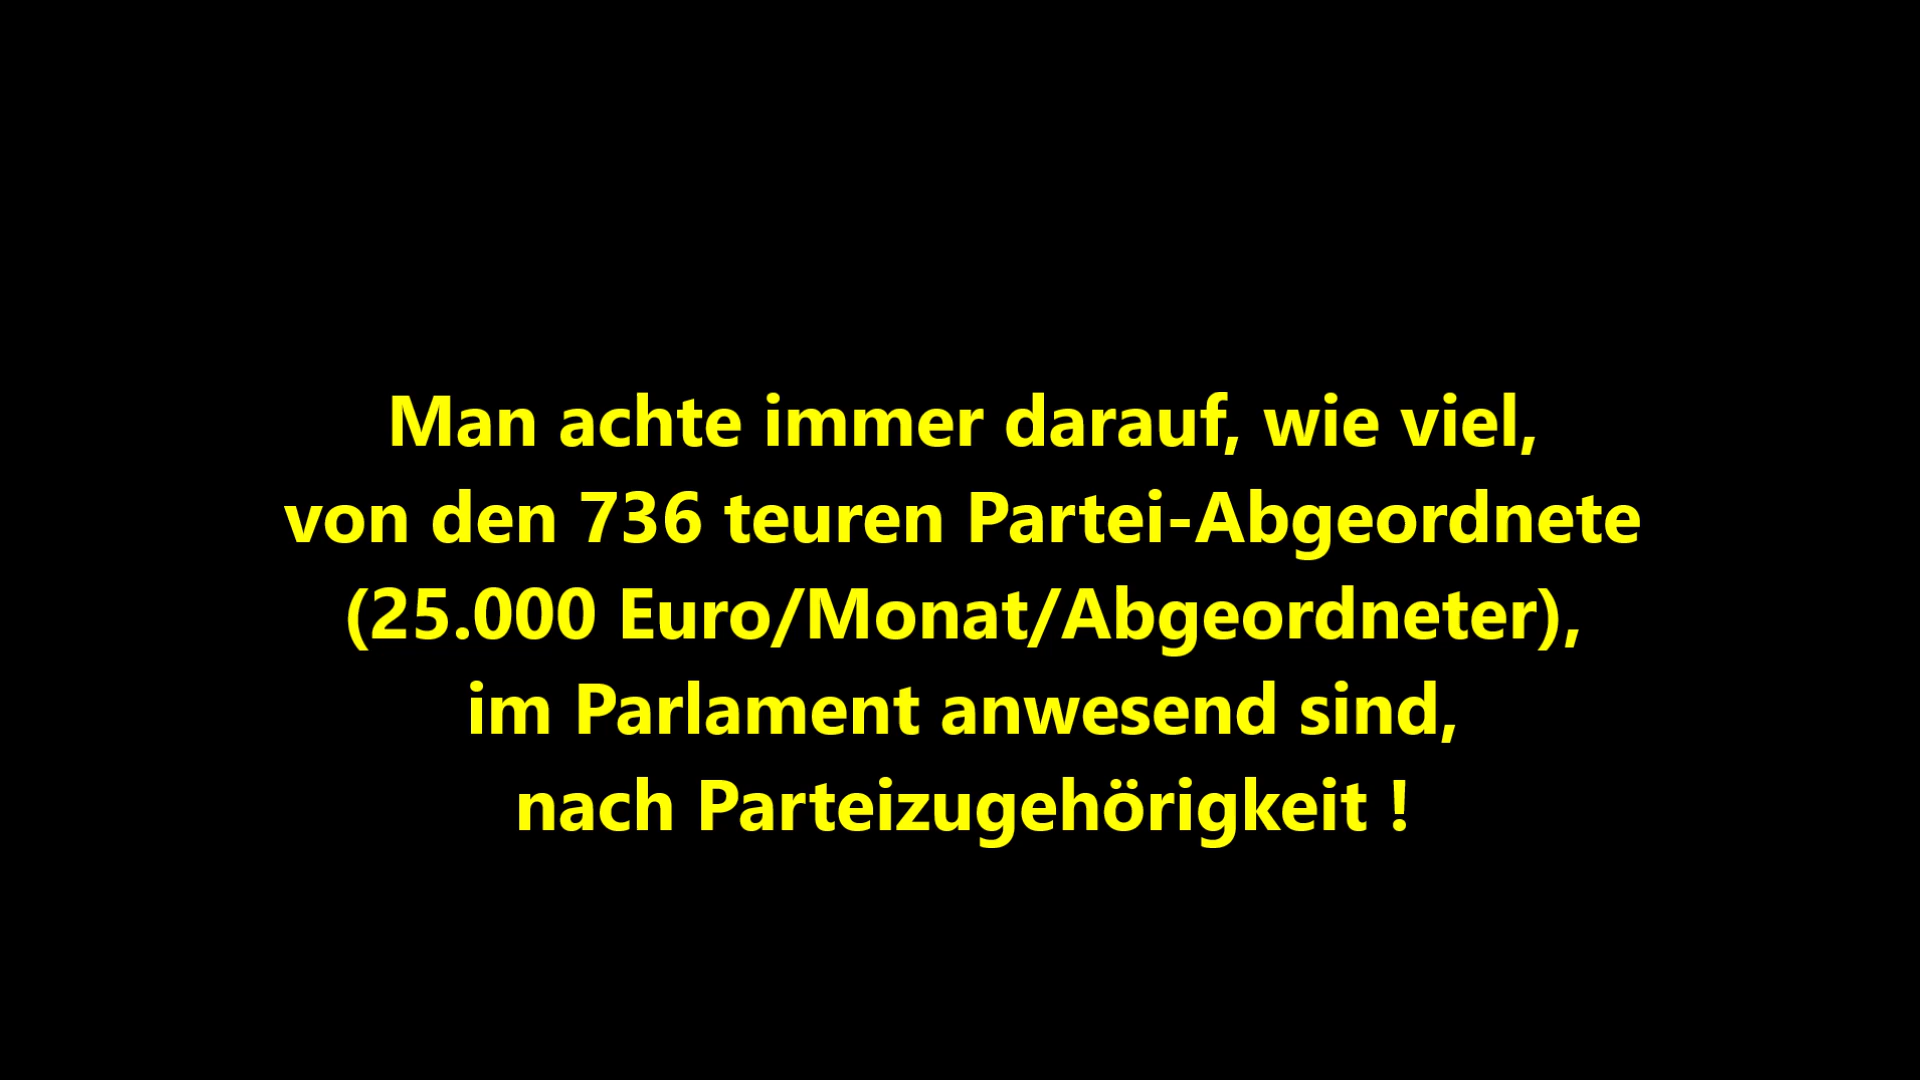 Man achte immer darauf, wie viel,
von den 736 teuren Partei-Abgeordnete
(25.000 Euro/Monat/Abgeordneter),
im Parlament anwesend sind,
nach Parteizugehörigkeit !